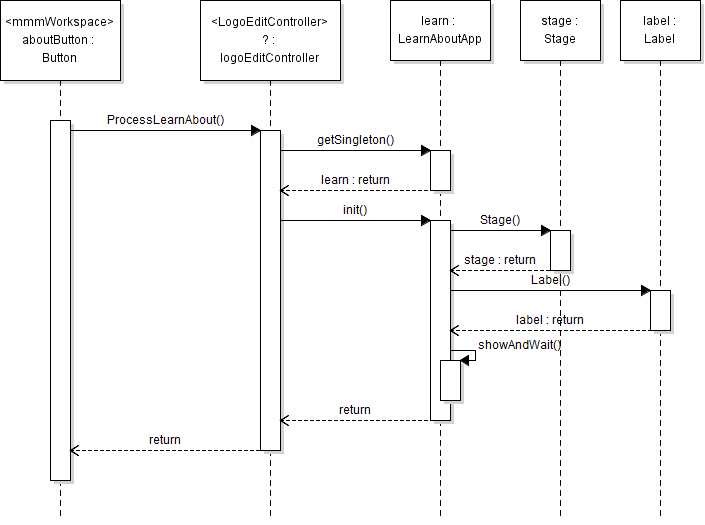 <mmmWorkspace>
aboutButton :
Button
<LogoEditController>
? :
logoEditController
learn :
LearnAboutApp
stage :
Stage
label :
Label
ProcessLearnAbout()
getSingleton()
learn : return
init()
Stage()
stage : return
Label()
label : return
showAndWait()
return
return